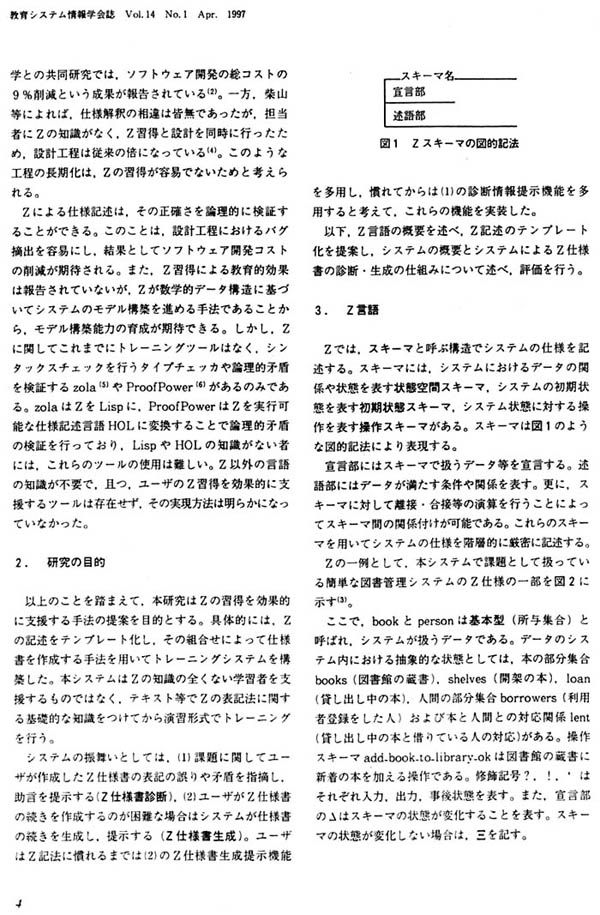 教育システム情報学会誌 Vol.14 No.1 Apr. 1997
学との共同研究では，ソフトウェア開発の総コストの
9％削減という成果が報告されている(2)。一方，柴山
等によれば，仕様解釈の相違は皆無であったが，担当
者にZの知識がなく，Z習得と設計を同時に行ったた
め，設計工程は従来の倍になっている(4)。このような
工程の長期化は，Zの習得が容易でないためと考えら
れる。
Zによる仕様記述は，その正確さを論理的に検証す
ることができる。このことは，設計工程におけるバグ
摘出を容易にし，結果としてソフトウェア開発コスト
の削減が期待される。また，Z習得による教育的効果
は報告されていないが，Zが数学的データ構造に基づ
いてシステムのモデル構築を進める手法であることか
ら，モデル構築能力の育成が期待できる。しかし，Z
に関してこれまでにトレーニングツールはなく，シン
タックスチェックを行うタイプチェッカや論理的矛盾
を検証するzola(5)やProofPower(6)があるのみであ
る。zolaはZをLispに，ProofPowerはZを実行可
能な仕様記述言語HOLに変換することで論理的矛盾
の検証を行っており，LispやHOLの知識がない者
には，これらのツールの使用は難しい。Z以外の言語
の知識が不要で，且つ，ユーザのZ習得を効果的に支
援するツールは存在せず，その実現方法は明らかになっ
ていなかった。
2． 研究の目的
以上のことを踏まえて，本研究はZの習得を効果的
に支援する手法の提案を目的とする。具体的には，Z
の記述をテンプレート化し，その組合せによって仕様
書を作成する手法を用いてトレーニングシステムを構
築した。本システムはZの知識の全くない学習者を支
援するものではなく，テキスト等でZの表記法に関す
る基礎的な知識をつけてから演習形式でトレーニング
を行う。
システムの振舞いとしては，(1)課題に関してユー
ザが作成したZ仕様書の表記の誤りや矛盾を指摘し，
助言を提示する(Z仕様書診断)，(2)ユーザがZ仕様書
の続きを作成するのが困難な場合はシステムが仕様書
の続きを生成し，提示する (Z仕様書生成)。ユーザ
はZ記法に慣れるまでは(2)のZ仕様書生成提示機能
スキーマ名
宣言部
述語部
図1 Zスキーマの図的記法
を多用し，慣れてからは(1)の診断情報提示機能を多
用すると考えて，これらの機能を実装した。
以下，Z言語の概要を述べ，Z記述のテンプレート
化を提案し，システムの概要とシステムによるZ仕様
書の診断・生成の仕組みについて述べ，評価を行う。
3． Z言語
Zでは，スキーマと呼ぶ構造でシステムの仕様を記
述する。スキーマには，システムにおけるデータの関
係や状態を表す状態空間スキーマ，システムの初期状
態を表す初期状態スキーマ，システム状態に対する操
作を表す操作スキーマがある。スキーマは図1のよう
な図的記法により表現する。
宣言部にはスキーマで扱うデータ等を宣言する。述
語部にはデータが満たす条件や関係を表す。更に，ス
キーマに対して離接・合接等の演算を行うことによっ
てスキーマ間の関係付けが可能である。これらのスキー
マを用いてシステムの仕様を階層的に厳密に記述する。
Zの一例として，本システムで課題として扱ってい
る簡単な図書管理システムのZ仕様の一部を図2に
示す(3)。
ここで，bookとpersonは基本型（所与集合）と
呼ばれ，システムが扱うデータである。データのシス
テム内における抽象的な状態としては，本の部分集合
books（図書館の蔵書），shelves（開架の本），loan
(貸し出し中の本)，人間の部分集合borrowers（利用
者登録をした人）および本と人間との対応関係lent
(貸し出し中の本と借りている人の対応)がある。操作
スキーマadd-book-to-library-okは図書館の蔵書に
新着の本を加える操作である。修飾記号？，！，＇は
それぞれ入力，出力，事後状態を表す。また，宣言部
のΔはスキーマの状態が変化することを表す。スキー
マの状態が変化しない場合は，Ξを記す。
4